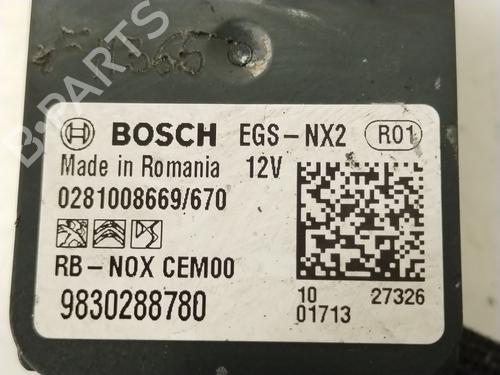 B-PARTS
BOSCH EGS-NX2 R01
Made in Romania 12V
0281008669/670
RB-NOX CEM00
9830288780
10 27326
01713